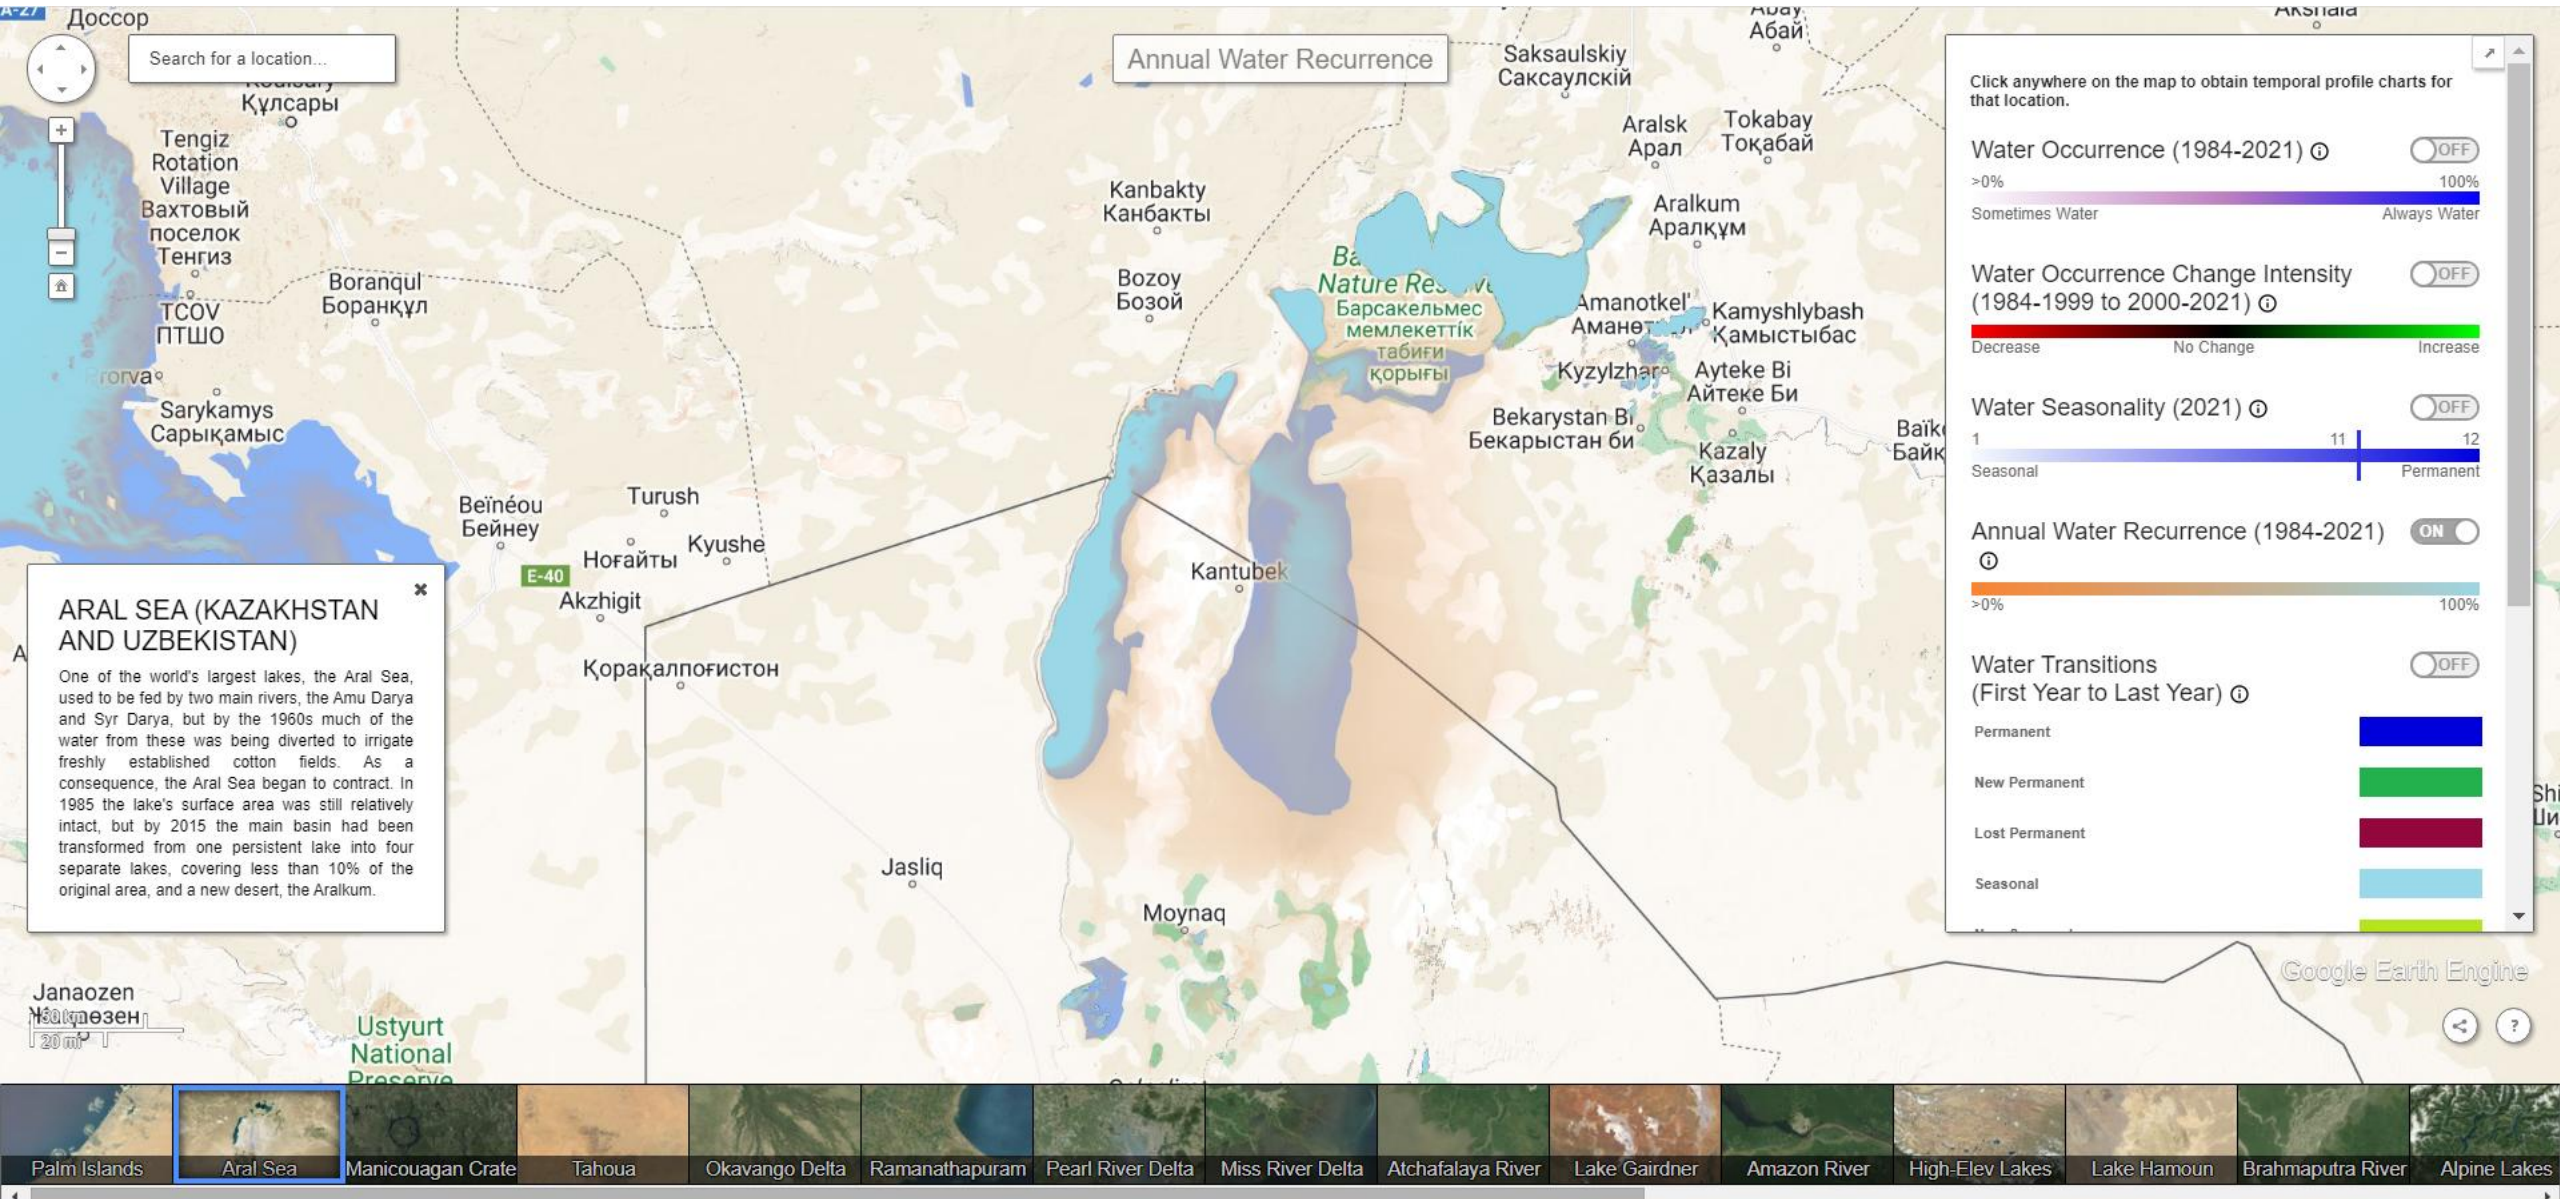 A-27
Доссор
Search for a location...
Құлсары
Tengiz
Rotation
Village
Вахтовый
поселок
Тенгиз
TCOV
ПТШО
Boranqul
Боранқұл
Sarykamys
Сарықамыс
Beïnéou
Бейнеу
Turush
Ноғайты
Kyushe
E-40
Akzhigit
Қорақалпоғистон
Jasliq
Janaozen
50 km
20 mi
Ustyurt
National
Preserve
ARAL SEA (KAZAKHSTAN
AND UZBEKISTAN)
One of the world's largest lakes, the Aral Sea,
used to be fed by two main rivers, the Amu Darya
and Syr Darya, but by the 1960s much of the
water from these was being diverted to irrigate
freshly established cotton fields. As a
consequence, the Aral Sea began to contract. In
1985 the lake's surface area was still relatively
intact, but by 2015 the main basin had been
transformed from one persistent lake into four
separate lakes, covering less than 10% of the
original area, and a new desert, the Aralkum.
Annual Water Recurrence
Kanbakty
Канбакты
Bozoy
Бозой
Saksaulskiy
Саксаулскій
Абай
Aralsk
Арал
Tokabay
Тоқабай
Aralkum
Аралқұм
Nature
Барсакельмес
мемлекеттік
табиғи
қорығы
Amanotkel'
Kamyshlybash
Қамыстыбас
Kyzylzhar
Ayteke Bi
Айтеке Би
Bekarystan Bi
Бекарыстан би
Kazaly
Қазалы
Kantubek
Moynaq
Click anywhere on the map to obtain temporal profile charts for
that location.
Water Occurrence (1984-2021)
OFF
>0% 100%
Sometimes Water Always Water
Water Occurrence Change Intensity
(1984-1999 to 2000-2021)
OFF
Decrease No Change Increase
Water Seasonality (2021)
OFF
1 11 12
Seasonal Permanent
Annual Water Recurrence (1984-2021)
ON
>0% 100%
Water Transitions
(First Year to Last Year)
OFF
Permanent
New Permanent
Lost Permanent
Seasonal
Google Earth Engine
Palm Islands
Aral Sea
Manicouagan Crate
Tahoua
Okavango Delta
Ramanathapuram
Pearl River Delta
Miss River Delta
Atchafalaya River
Lake Gairdner
Amazon River
High-Elev Lakes
Lake Hamoun
Brahmaputra River
Alpine Lakes